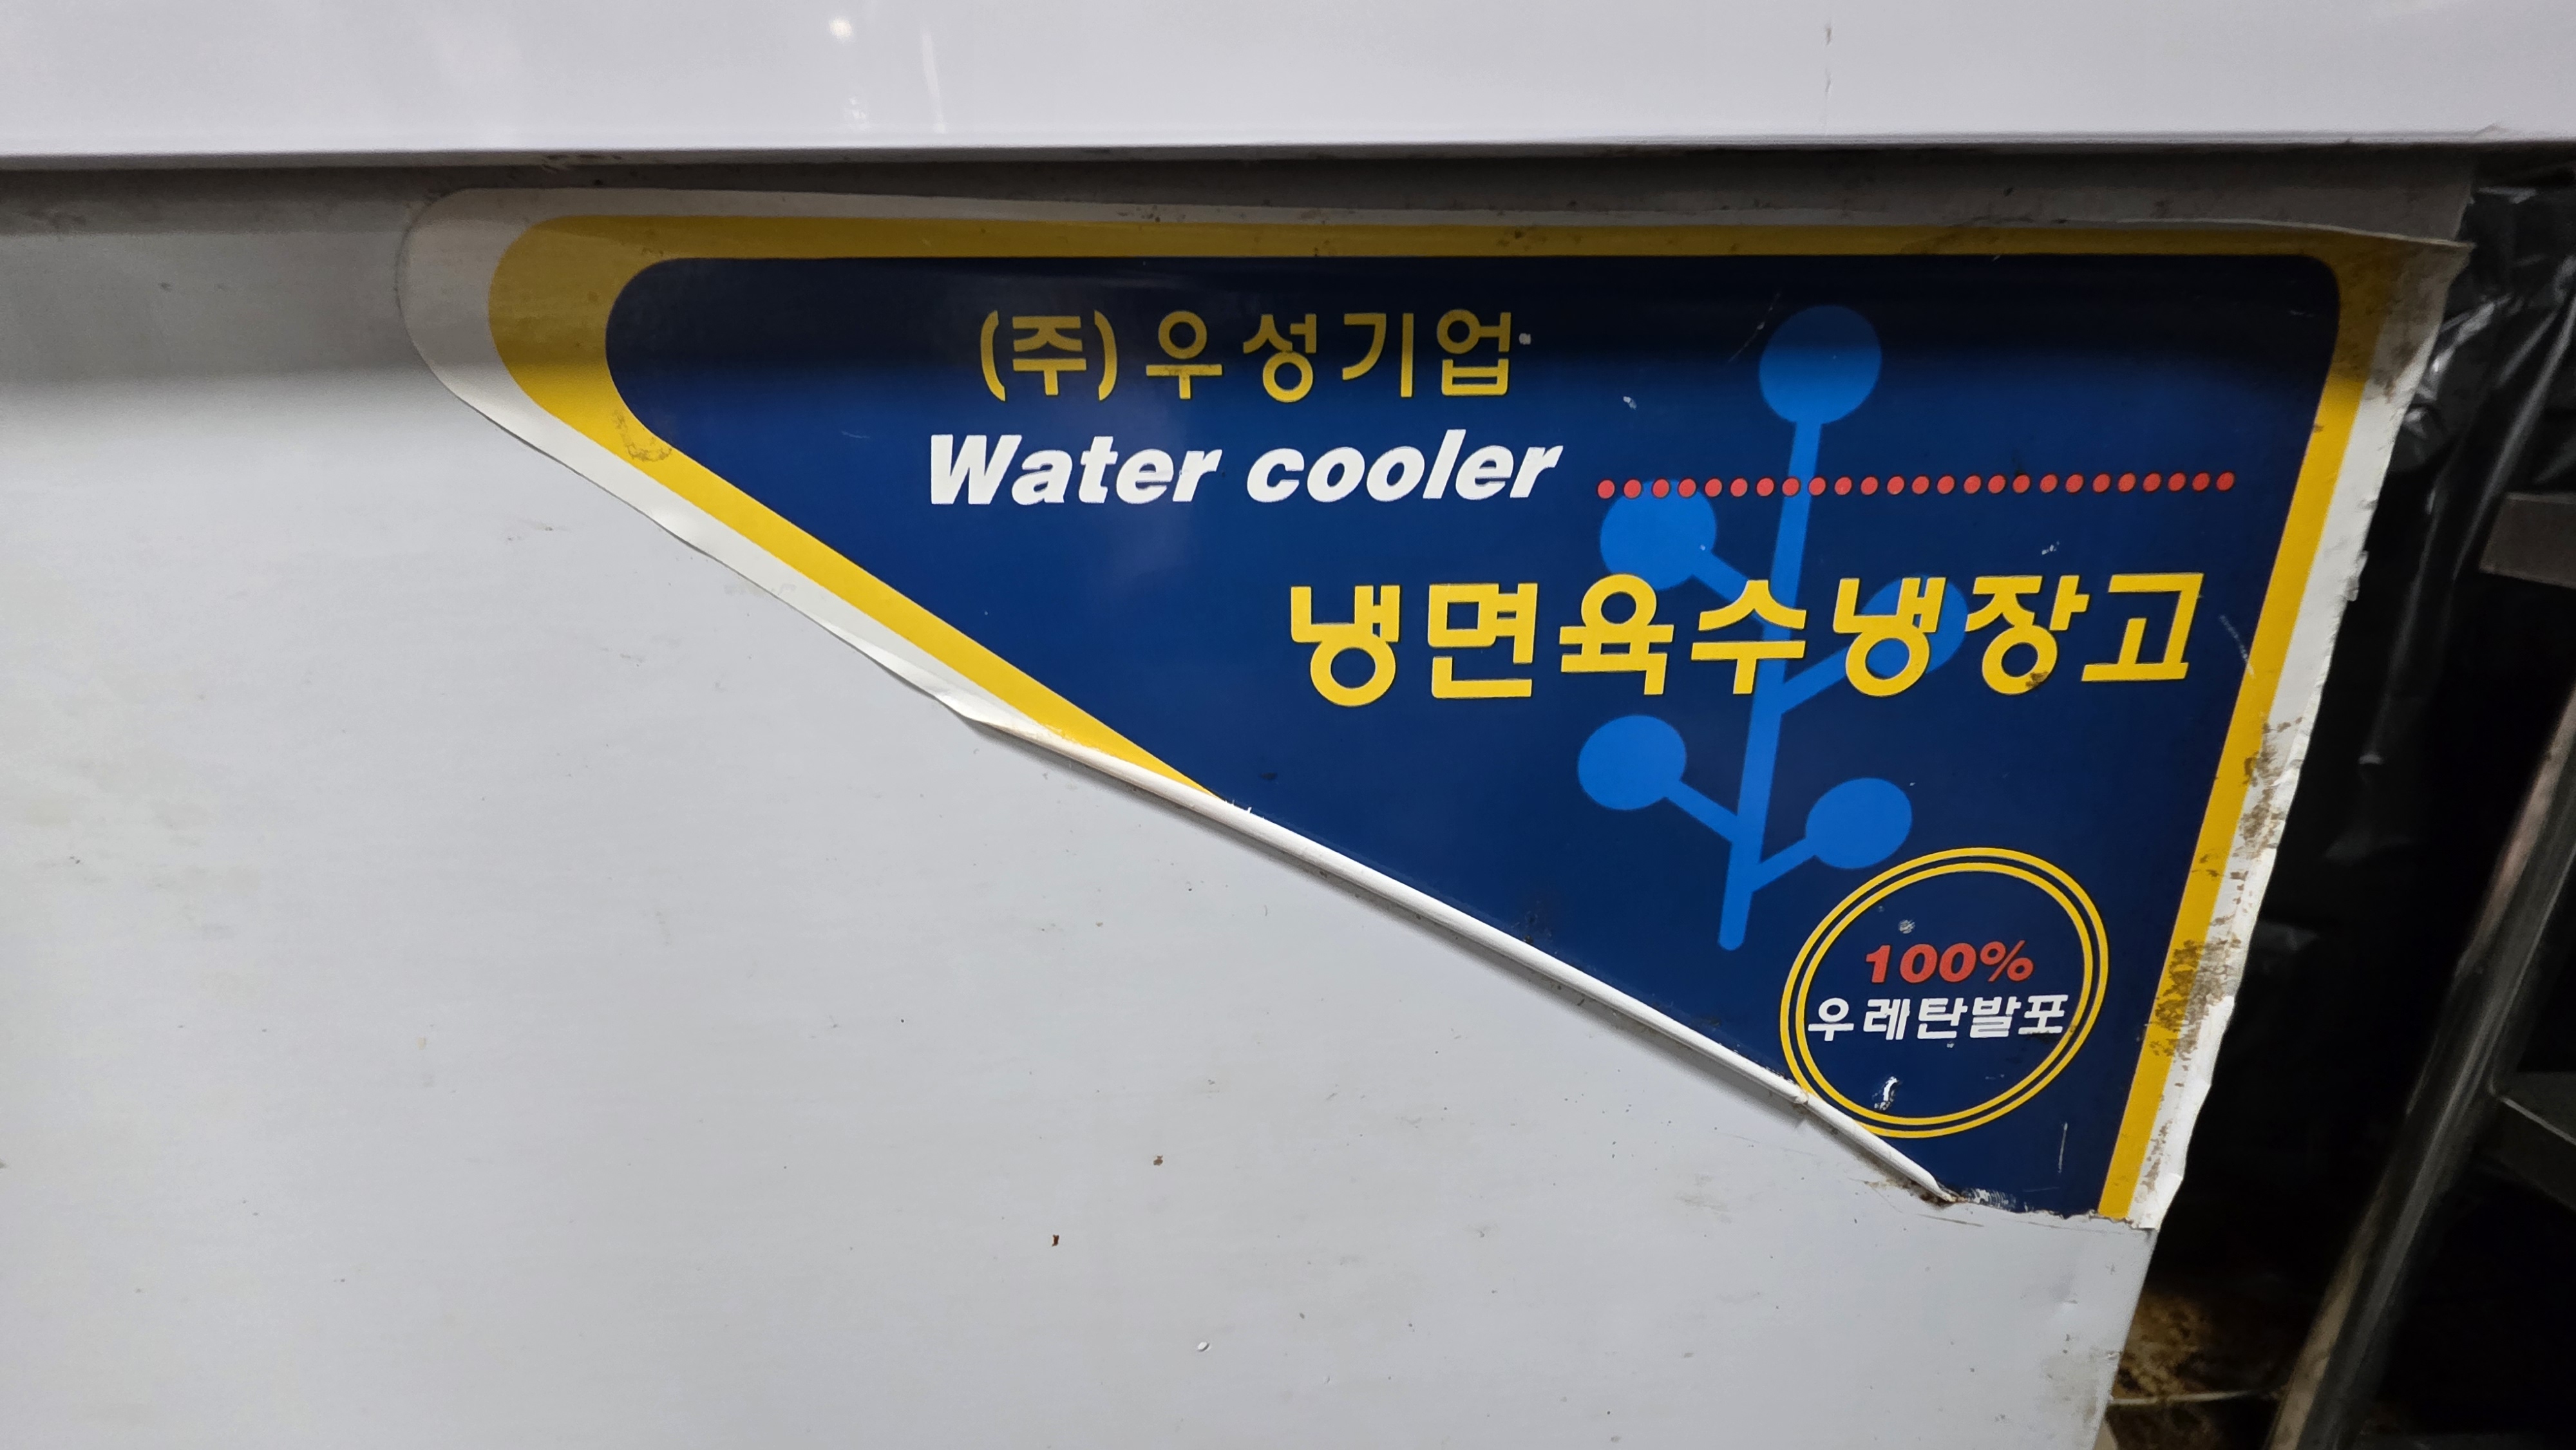 (주)우성기업
Water cooler
냉면육수냉장고
100%
우레탄발포